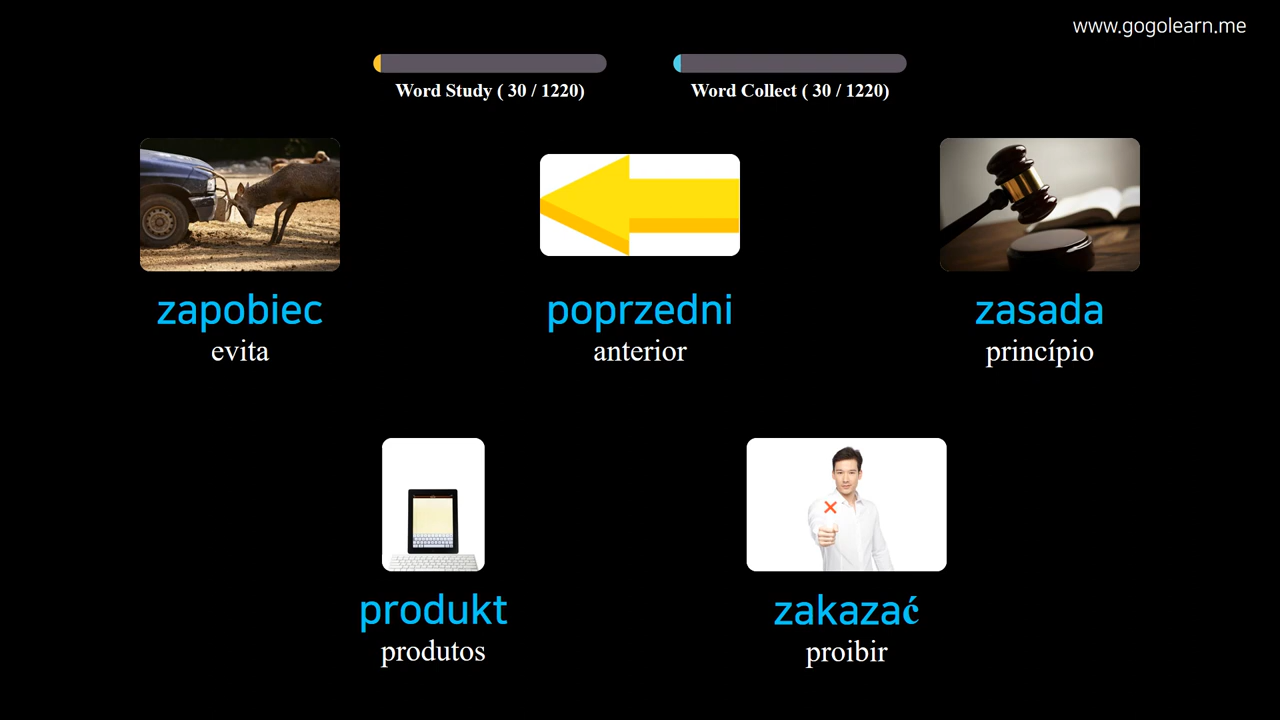 www.gogolearn.me
Word Study ( 30 / 1220)
Word Collect ( 30 / 1220)
zapobiec
evita
poprzedni
anterior
zasada
princípio
produkt
produtos
zakazać
proibir